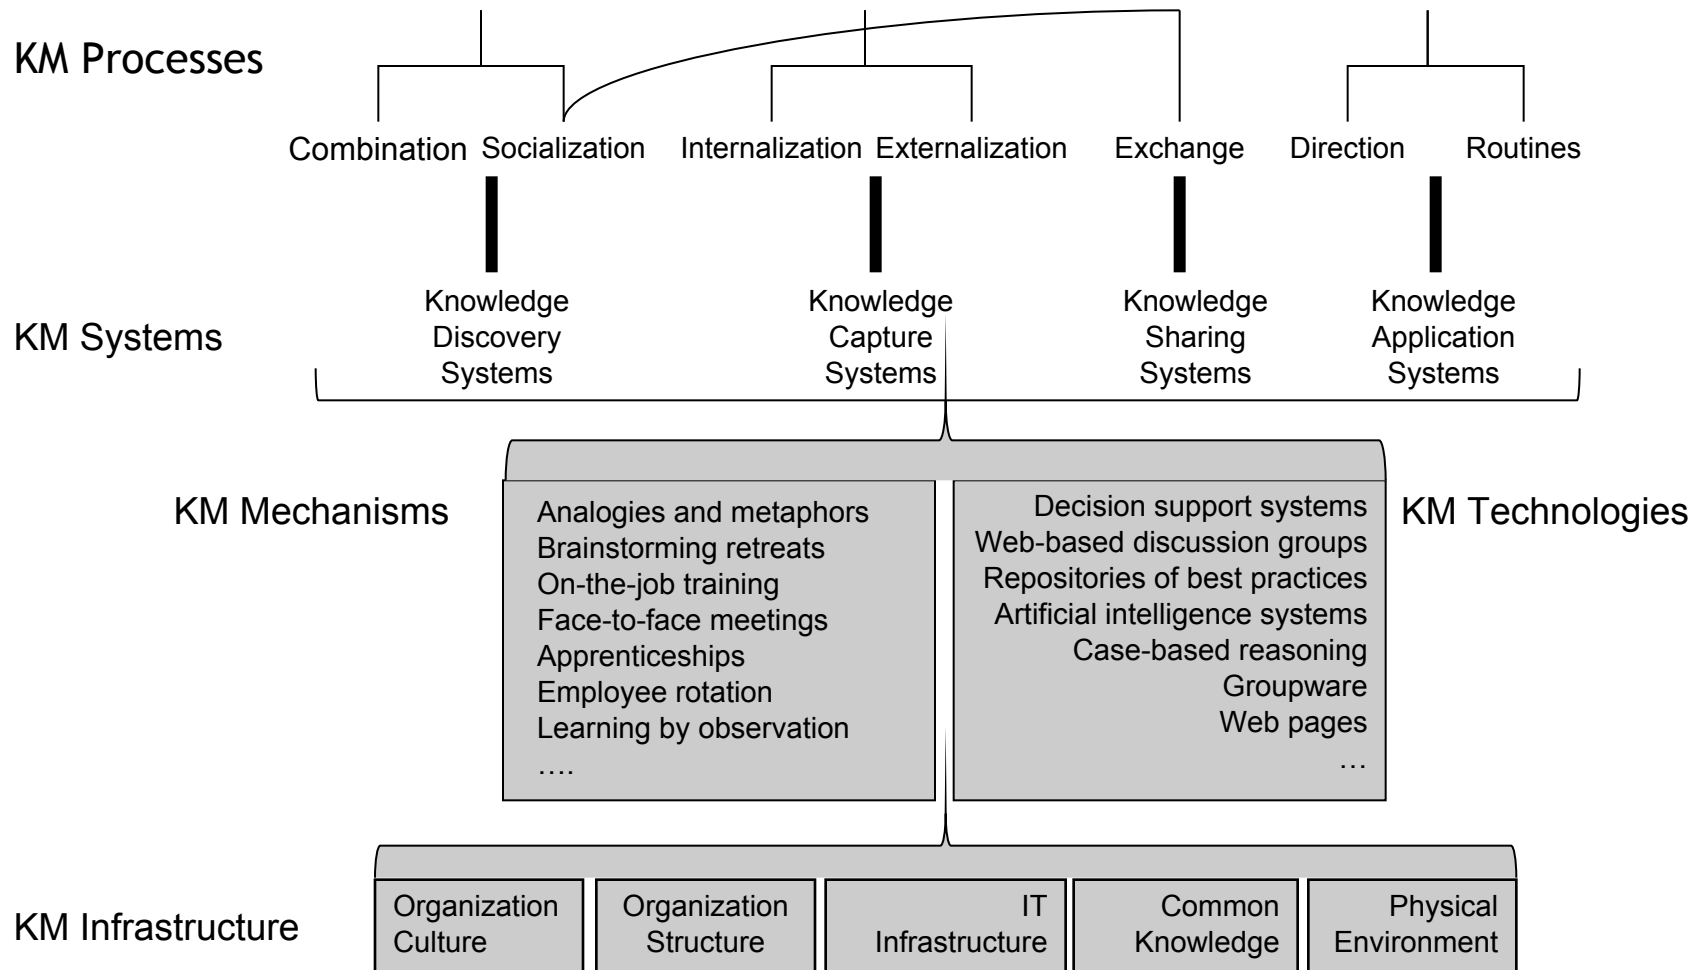 KM Processes
Combination Socialization Internalization Externalization Exchange Direction Routines
KM Systems
Knowledge
Discovery
Systems
Knowledge
Capture
Systems
Knowledge
Sharing
Systems
Knowledge
Application
Systems
KM Mechanisms
Analogies and metaphors
Brainstorming retreats
On-the-job training
Face-to-face meetings
Apprenticeships
Employee rotation
Learning by observation
….
Decision support systems
Web-based discussion groups
Repositories of best practices
Artificial intelligence systems
Case-based reasoning
Groupware
Web pages
…
KM Technologies
KM Infrastructure
Organization
Culture
Organization
Structure
IT
Infrastructure
Common
Knowledge
Physical
Environment